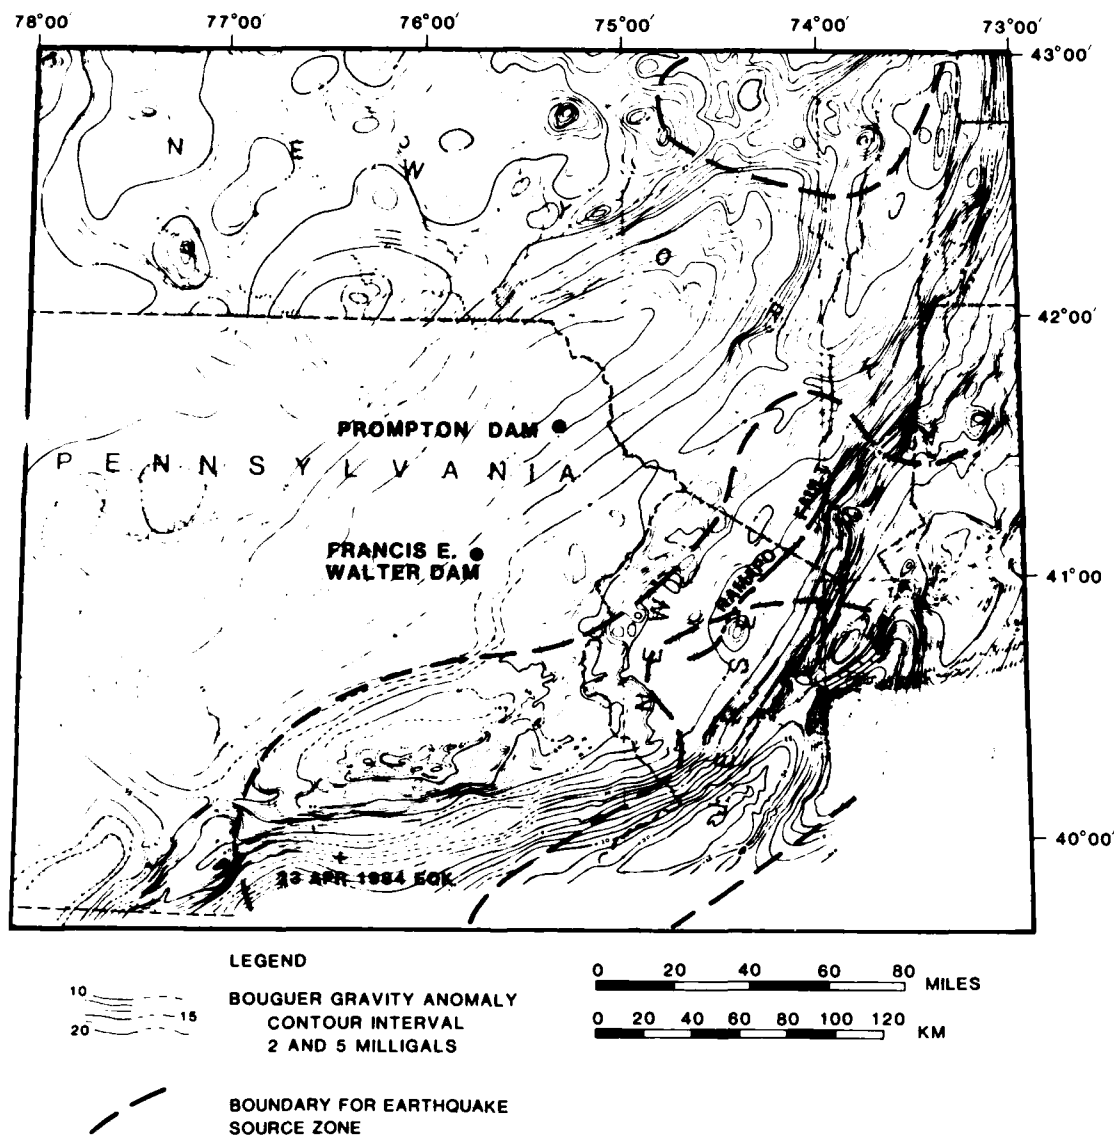 78°00′ 77°00′ 76°00′ 75°00′ 74°00′ 73°00′
43°00′
N E W
O
42°00′
PROMPTON DAM
PENNSYLVANIA
FAULT
RAMAPO
FRANCIS E.
WALTER DAM
41°00′
N E W
S E
40°00′
23 APR 1984 EQK
LEGEND
10
20
15
BOUGUER GRAVITY ANOMALY
CONTOUR INTERVAL
2 AND 5 MILLIGALS
BOUNDARY FOR EARTHQUAKE
SOURCE ZONE
0 20 40 60 80 MILES
0 20 40 60 80 100 120 KM